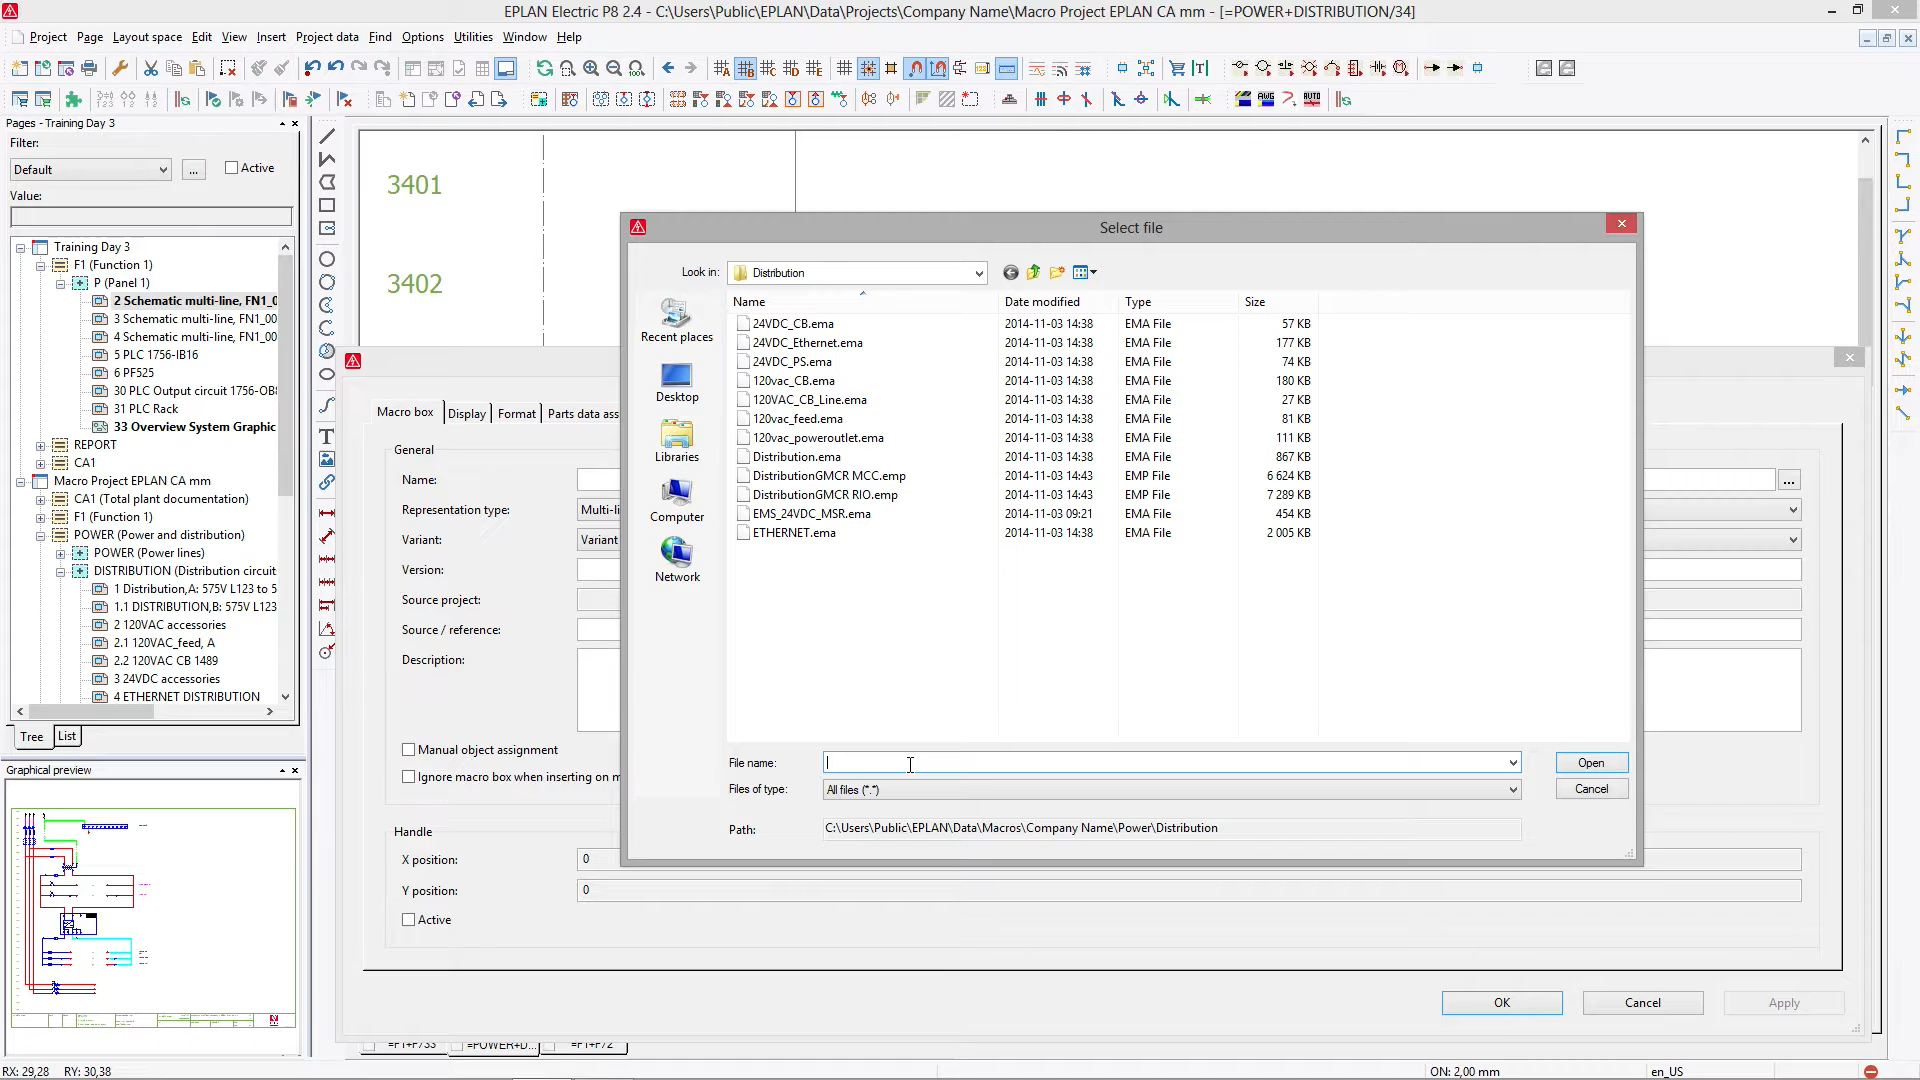 EPLAN Electric P8 2.4 - C:\Users\Public\EPLAN\Data\Projects\Company Name\Macro Project EPLAN CA mm - [=POWER+DISTRIBUTION/34]
Project Page Layout space Edit View Insert Project data Find Options Utilities Window Help
Pages - Training Day 3
Filter:
Default
...
Active
Value:
Training Day 3
F1 (Function 1)
P (Panel 1)
2 Schematic multi-line, FN1_0
3 Schematic multi-line, FN1_00
4 Schematic multi-line, FN1_00
5 PLC 1756-IB16
6 PF525
30 PLC Output circuit 1756-OB8
31 PLC Rack
33 Overview System Graphic
REPORT
CA1
Macro Project EPLAN CA mm
CA1 (Total plant documentation)
F1 (Function 1)
POWER (Power and distribution)
POWER (Power lines)
DISTRIBUTION (Distribution circuit
1 Distribution,A: 575V L123 to 5
1.1 DISTRIBUTION,B: 575V L123
2 120VAC accessories
2.1 120VAC_feed, A
2.2 120VAC CB 1489
3 24VDC accessories
4 ETHERNET DISTRIBUTION
Tree List
Graphical preview
3401
3402
Macro box Display Format Parts data ass
General
Name:
...
Representation type: Multi-li
Variant: Variant
Version:
Source project:
Source / reference:
Description:
Manual object assignment
Ignore macro box when inserting on m
Handle
X position: 0
Y position: 0
Active
OK Cancel Apply
Select file
Look in: Distribution
Recent places
Desktop
Libraries
Computer
Network
Name Date modified Type Size
24VDC_CB.ema 2014-11-03 14:38 EMA File 57 KB
24VDC_Ethernet.ema 2014-11-03 14:38 EMA File 177 KB
24VDC_PS.ema 2014-11-03 14:38 EMA File 74 KB
120vac_CB.ema 2014-11-03 14:38 EMA File 180 KB
120VAC_CB_Line.ema 2014-11-03 14:38 EMA File 27 KB
120vac_feed.ema 2014-11-03 14:38 EMA File 81 KB
120vac_poweroutlet.ema 2014-11-03 14:38 EMA File 111 KB
Distribution.ema 2014-11-03 14:38 EMA File 867 KB
DistributionGMCR MCC.emp 2014-11-03 14:43 EMP File 6 624 KB
DistributionGMCR RIO.emp 2014-11-03 14:43 EMP File 7 289 KB
EMS_24VDC_MSR.ema 2014-11-03 09:21 EMA File 454 KB
ETHERNET.ema 2014-11-03 14:38 EMA File 2 005 KB
File name:
Open
Files of type: All files (*.*)
Cancel
Path: C:\Users\Public\EPLAN\Data\Macros\Company Name\Power\Distribution
=F1+F/33 =POWER+D... =F1+F/2
RX: 29,28 RY: 30,38 ON: 2,00 mm en_US